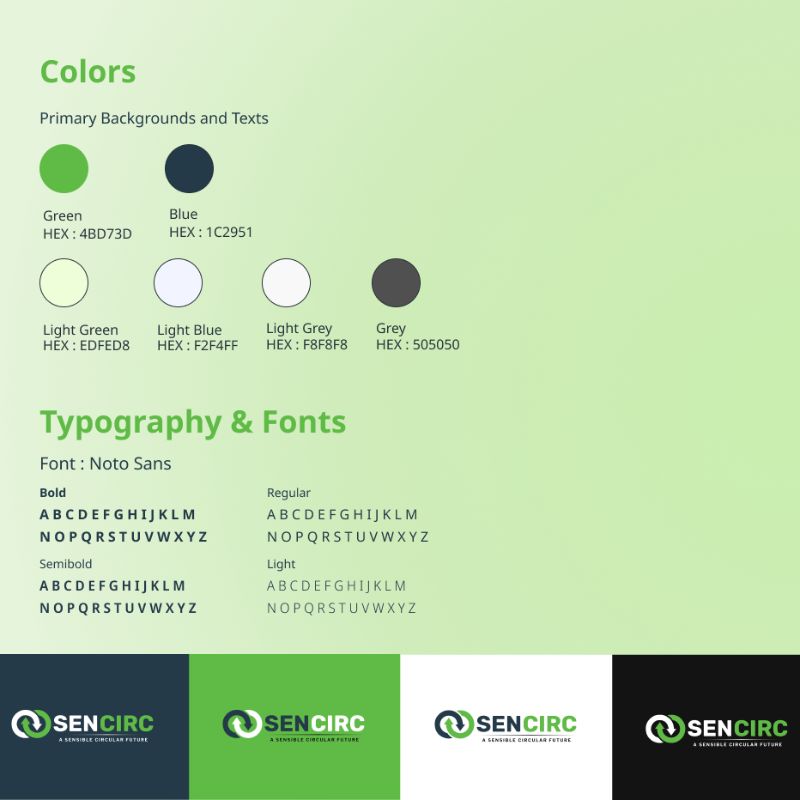 Colors
Primary Backgrounds and Texts
Green
HEX : 4BD73D
Blue
HEX : 1C2951
Light Green
HEX : EDFED8
Light Blue
HEX : F2F4FF
Light Grey
HEX : F8F8F8
Grey
HEX : 505050
Typography & Fonts
Font : Noto Sans
Bold
A B C D E F G H I J K L M
N O P Q R S T U V W X Y Z
Regular
A B C D E F G H I J K L M
N O P Q R S T U V W X Y Z
Semibold
A B C D E F G H I J K L M
N O P Q R S T U V W X Y Z
Light
A B C D E F G H I J K L M
N O P Q R S T U V W X Y Z
SENCIRC
A SENSIBLE CIRCULAR FUTURE
SENCIRC
A SENSIBLE CIRCULAR FUTURE
SENCIRC
A SENSIBLE CIRCULAR FUTURE
SENCIRC
A SENSIBLE CIRCULAR FUTURE